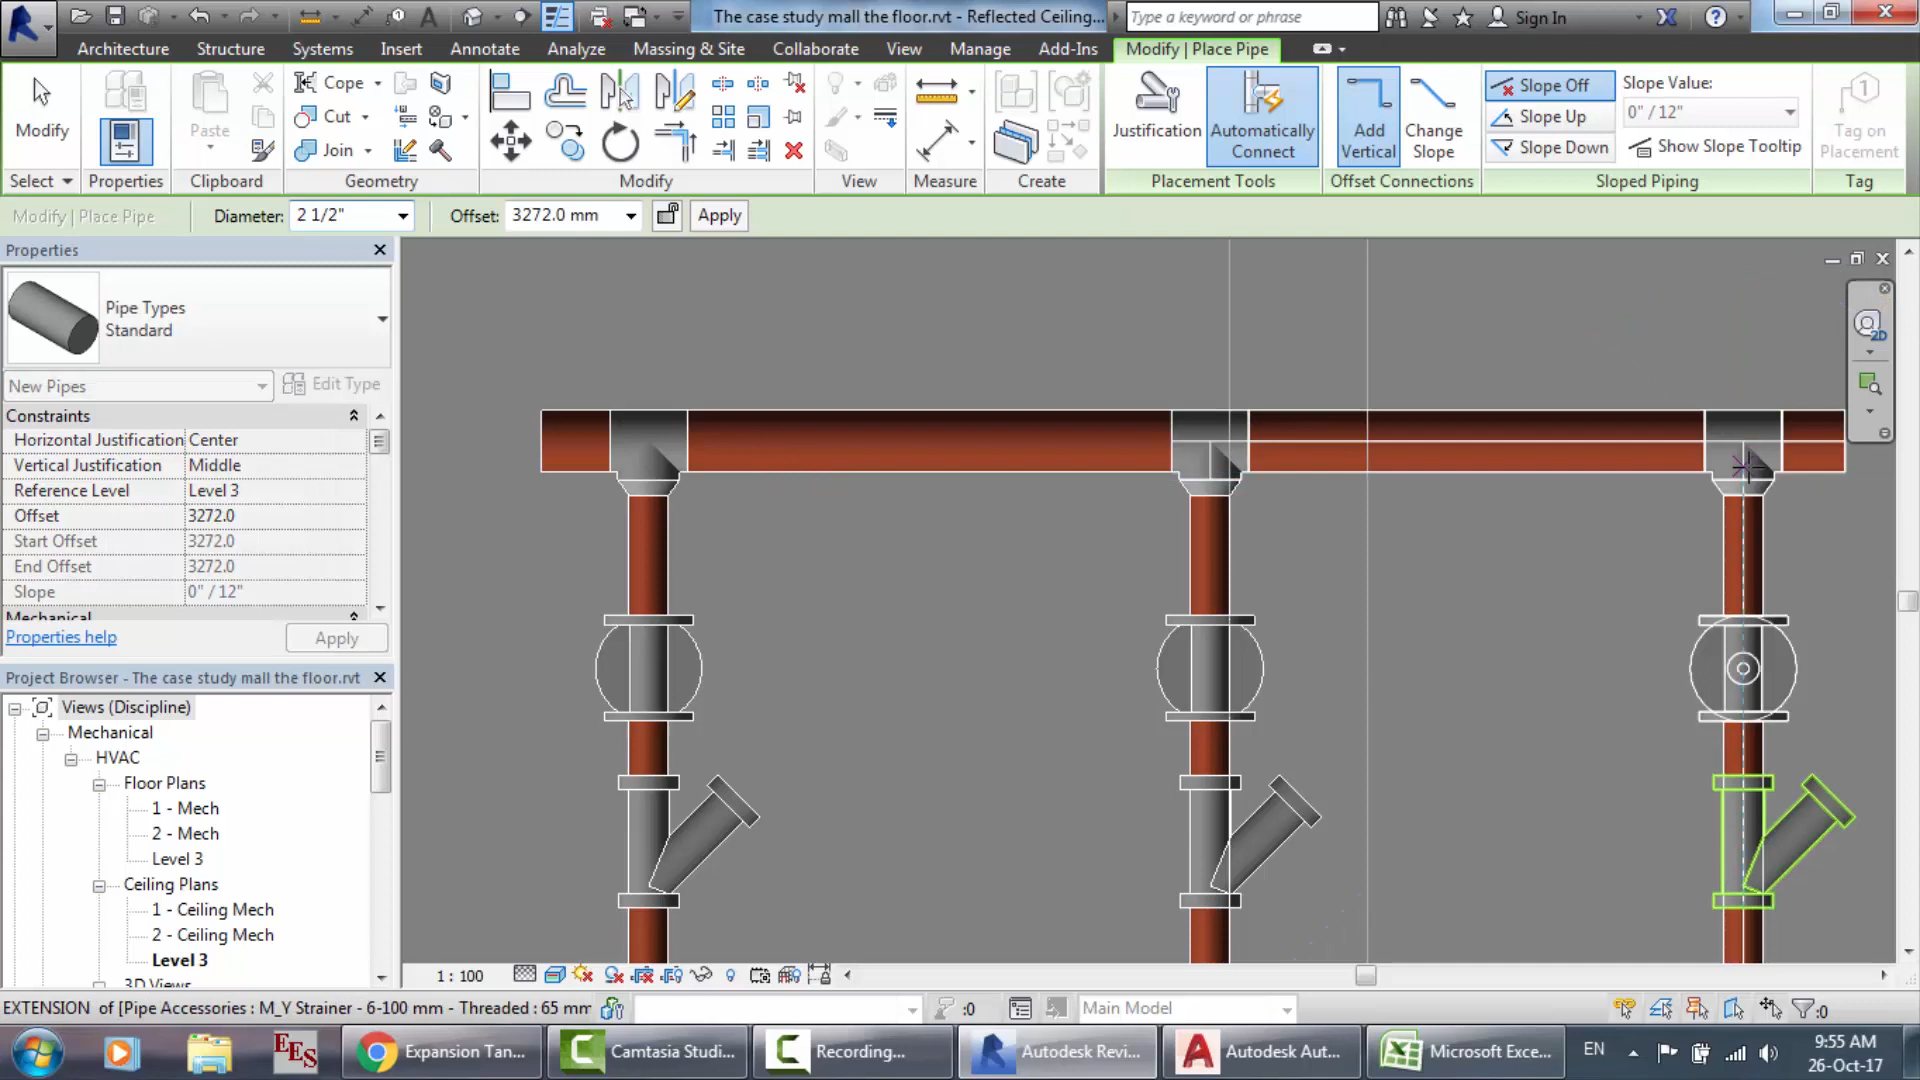 The case study mall the floor.rvt - Reflected Ceiling...
Type a keyword or phrase
Sign In
Architecture Structure Systems Insert Annotate Analyze Massing & Site Collaborate View Manage Add-Ins Modify | Place Pipe
Modify
Paste
Cope
Cut
Join
Justification
Automatically Connect
Add Vertical
Change Slope
Slope Off
Slope Up
Slope Down
Slope Value:
0" / 12"
Show Slope Tooltip
Tag on Placement
Select Properties Clipboard Geometry Modify View Measure Create Placement Tools Offset Connections Sloped Piping Tag
Modify | Place Pipe Diameter: 2 1/2" Offset: 3272.0 mm Apply
Properties
Pipe Types
Standard
New Pipes Edit Type
Constraints
Horizontal Justification Center
Vertical Justification Middle
Reference Level Level 3
Offset 3272.0
Start Offset 3272.0
End Offset 3272.0
Slope 0" / 12"
Mechanical
Properties help Apply
Project Browser - The case study mall the floor.rvt
Views (Discipline)
Mechanical
HVAC
Floor Plans
1 - Mech
2 - Mech
Level 3
Ceiling Plans
1 - Ceiling Mech
2 - Ceiling Mech
Level 3
3D Views
2D
1 : 100
EXTENSION of [Pipe Accessories : M_Y Strainer - 6-100 mm - Threaded : 65 mm
:0
Main Model
:0
EES
Expansion Tan...
Camtasia Studi...
Recording...
Autodesk Revi...
Autodesk Aut...
Microsoft Exce...
EN
9:55 AM
26-Oct-17